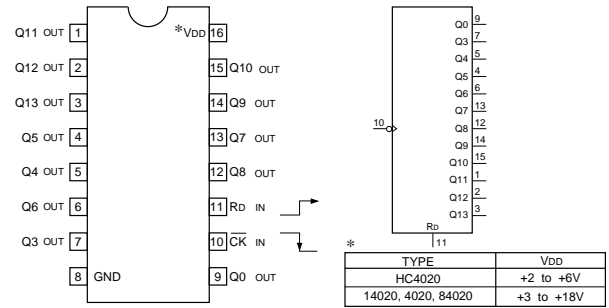 Q11 OUT 1
Q12 OUT 2
Q13 OUT 3
Q5 OUT 4
Q4 OUT 5
Q6 OUT 6
Q3 OUT 7
8 GND
*VDD 16
15 Q10 OUT
14 Q9 OUT
13 Q7 OUT
12 Q8 OUT
11 RD IN
10 C̅K̅ IN
9 Q0 OUT
10
Q0 9
Q3 7
Q4 5
Q5 4
Q6 6
Q7 13
Q8 12
Q9 14
Q10 15
Q11 1
Q12 2
Q13 3
RD
11
*
TYPE VDD
HC4020 +2 to +6V
14020, 4020, 84020 +3 to +18V